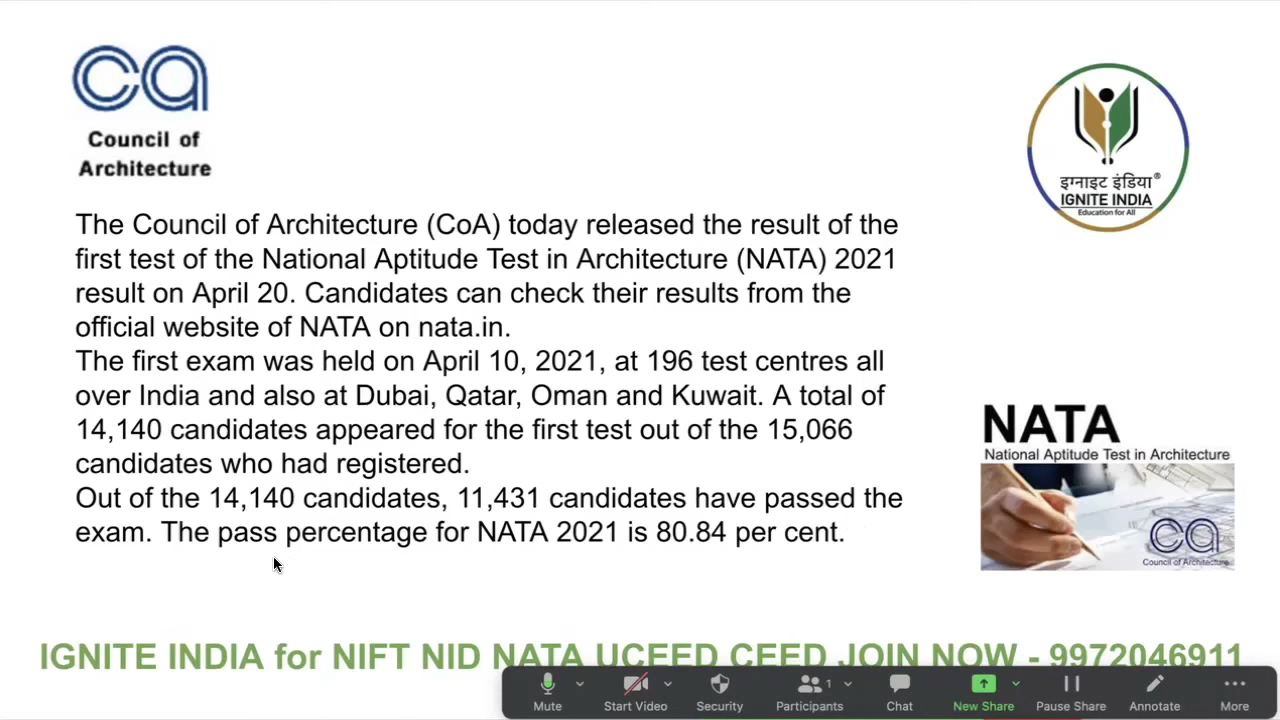 ca
Council of
Architecture
इग्नाइट इंडिया®
IGNITE INDIA
Education for All
The Council of Architecture (CoA) today released the result of the
first test of the National Aptitude Test in Architecture (NATA) 2021
result on April 20. Candidates can check their results from the
official website of NATA on nata.in.
The first exam was held on April 10, 2021, at 196 test centres all
over India and also at Dubai, Qatar, Oman and Kuwait. A total of
14,140 candidates appeared for the first test out of the 15,066
candidates who had registered.
Out of the 14,140 candidates, 11,431 candidates have passed the
exam. The pass percentage for NATA 2021 is 80.84 per cent.
NATA
National Aptitude Test in Architecture
ca
Council of Architecture
IGNITE INDIA for NIFT NID NATA UCEED CEED JOIN NOW - 9972046911
Mute
Start Video
Security
1
Participants
Chat
New Share
Pause Share
Annotate
More